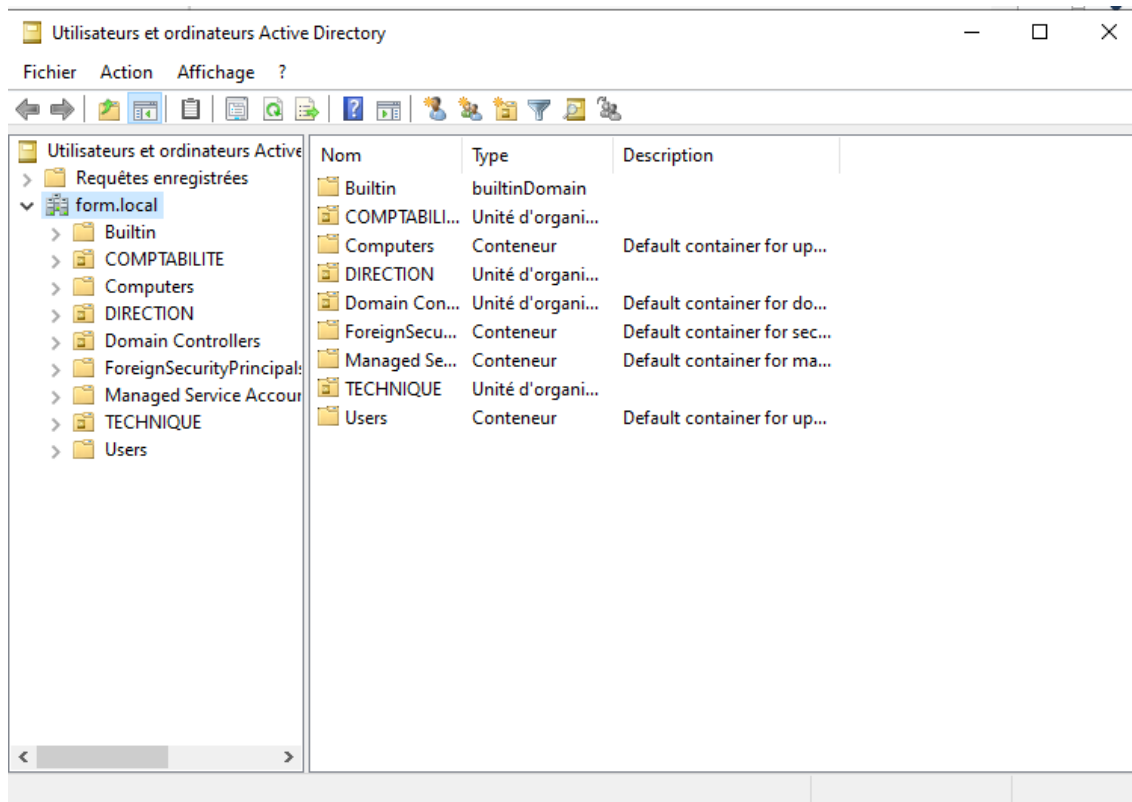 Utilisateurs et ordinateurs Active Directory
Fichier Action Affichage ?
Utilisateurs et ordinateurs Active
Requêtes enregistrées
form.local
Builtin
COMPTABILITE
Computers
DIRECTION
Domain Controllers
ForeignSecurityPrincipal
Managed Service Accour
TECHNIQUE
Users
Nom Type Description
Builtin builtinDomain
COMPTABILI... Unité d'organi...
Computers Conteneur Default container for up...
DIRECTION Unité d'organi...
Domain Con... Unité d'organi... Default container for do...
ForeignSecu... Conteneur Default container for sec...
Managed Se... Conteneur Default container for ma...
TECHNIQUE Unité d'organi...
Users Conteneur Default container for up...